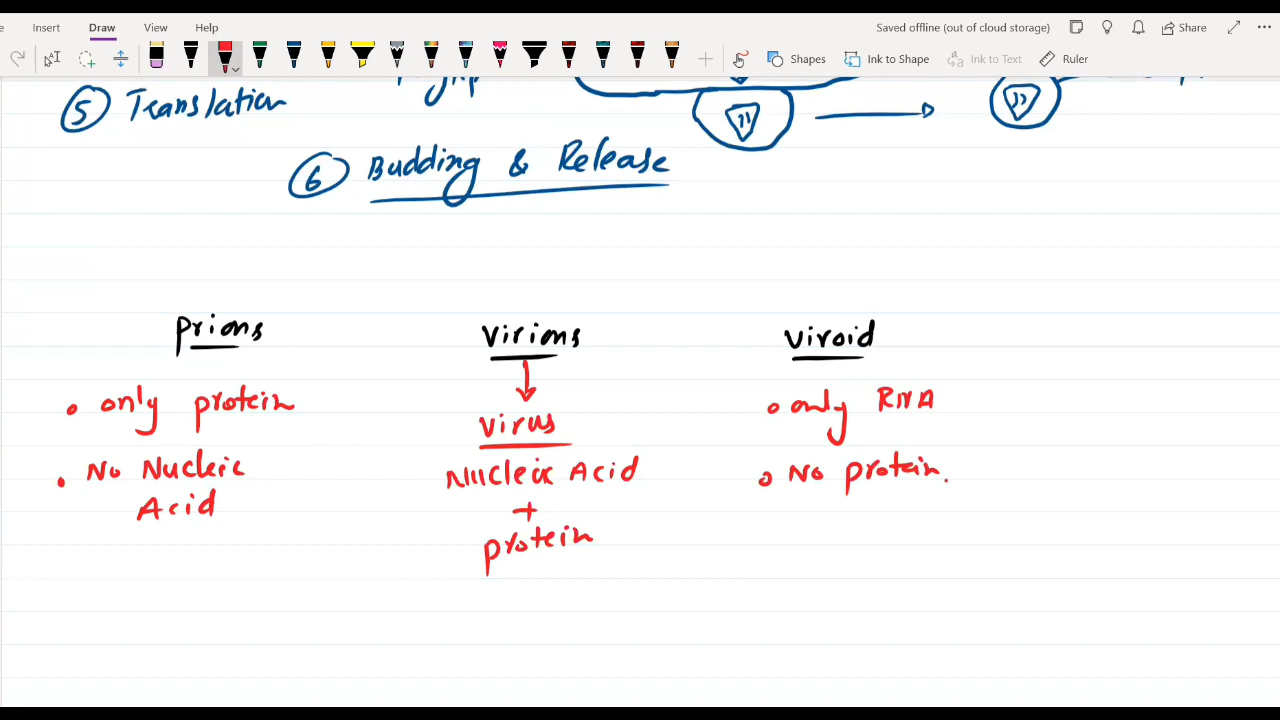 Insert Draw View Help Saved offline (out of cloud storage) Share
Shapes Ink to Shape Ink to Text Ruler
5 Translation
6 Budding & Release
Prions Virions Viroid
only protein Virus only RNA
No Nucleic Nucleic Acid No protein.
Acid +
protein